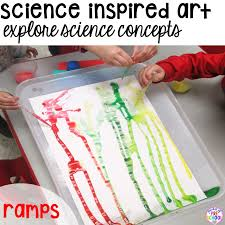 science inspired art
explore science concepts
ramps